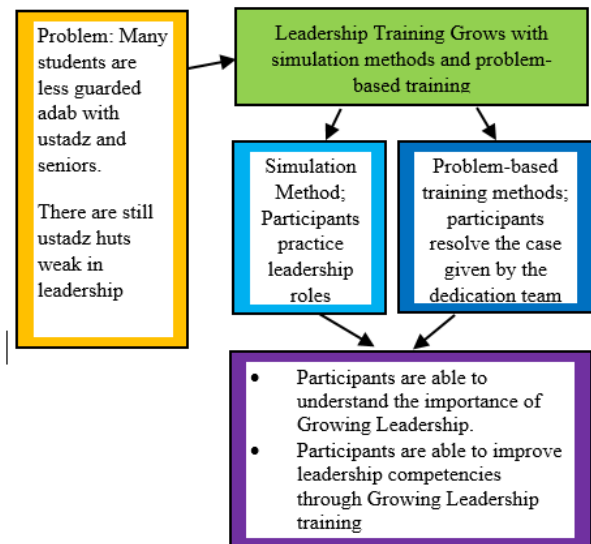 Problem: Many
students are
less guarded
adab with
ustadz and
seniors.
There are still
ustadz huts
weak in
leadership
Leadership Training Grows with
simulation methods and problem-
based training
Simulation
Method;
Participants
practice
leadership
roles
Problem-based
training methods;
participants
resolve the case
given by the
dedication team
• Participants are able to
understand the importance of
Growing Leadership.
• Participants are able to improve
leadership competencies
through Growing Leadership
training